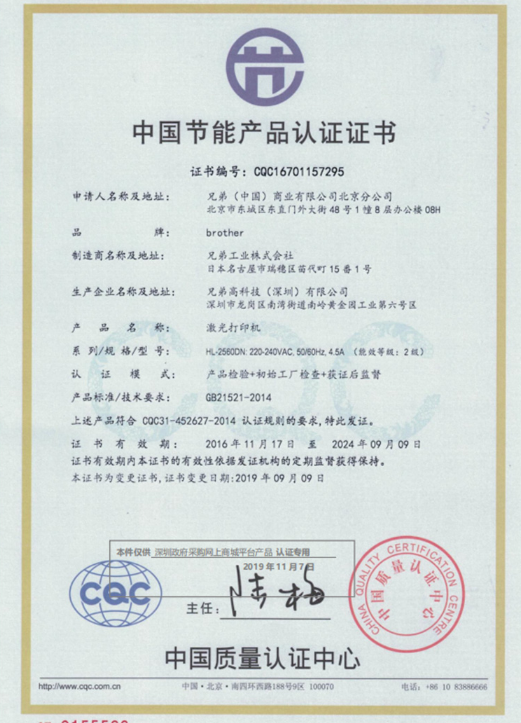 中国节能产品认证证书
证书编号：CQC16701157295
申请人名称及地址： 兄弟（中国）商业有限公司北京分公司
北京市东城区东直门外大街48号1幢8层办公楼08H
品 牌： brother
制造商名称及地址： 兄弟工业株式会社
日本名古屋市瑞穗区苗代町15番1号
生产企业名称及地址： 兄弟高科技（深圳）有限公司
深圳市龙岗区南湾街道南岭黄金园工业第六号区
产 品 名 称： 激光打印机
系列/规格/型号： HL-2560DN: 220-240VAC, 50/60Hz, 4.5A （能效等级：2级）
认 证 模 式： 产品检验+初始工厂检查+获证后监督
产品标准/技术要求： GB21521-2014
上述产品符合 CQC31-452627-2014 认证规则的要求,特此发证。
证 书 有 效 期： 2016年11月17日 至 2024年09月09日
证书有效期内本证书的有效性依据发证机构的定期监督获得保持。
本证书为变更证书,证书变更日期:2019年09月09日
CQC
本件仅供 深圳政府采购网上商城平台产品 认证专用
2019年11月7日
CQC
主任： 陆梅
CHINA QUALITY CERTIFICATION CENTRE
中国质量认证中心
中国质量认证中心
http://www.cqc.com.cn 中国·北京·南四环西路188号9区 100070 电话：+86 10 83886666